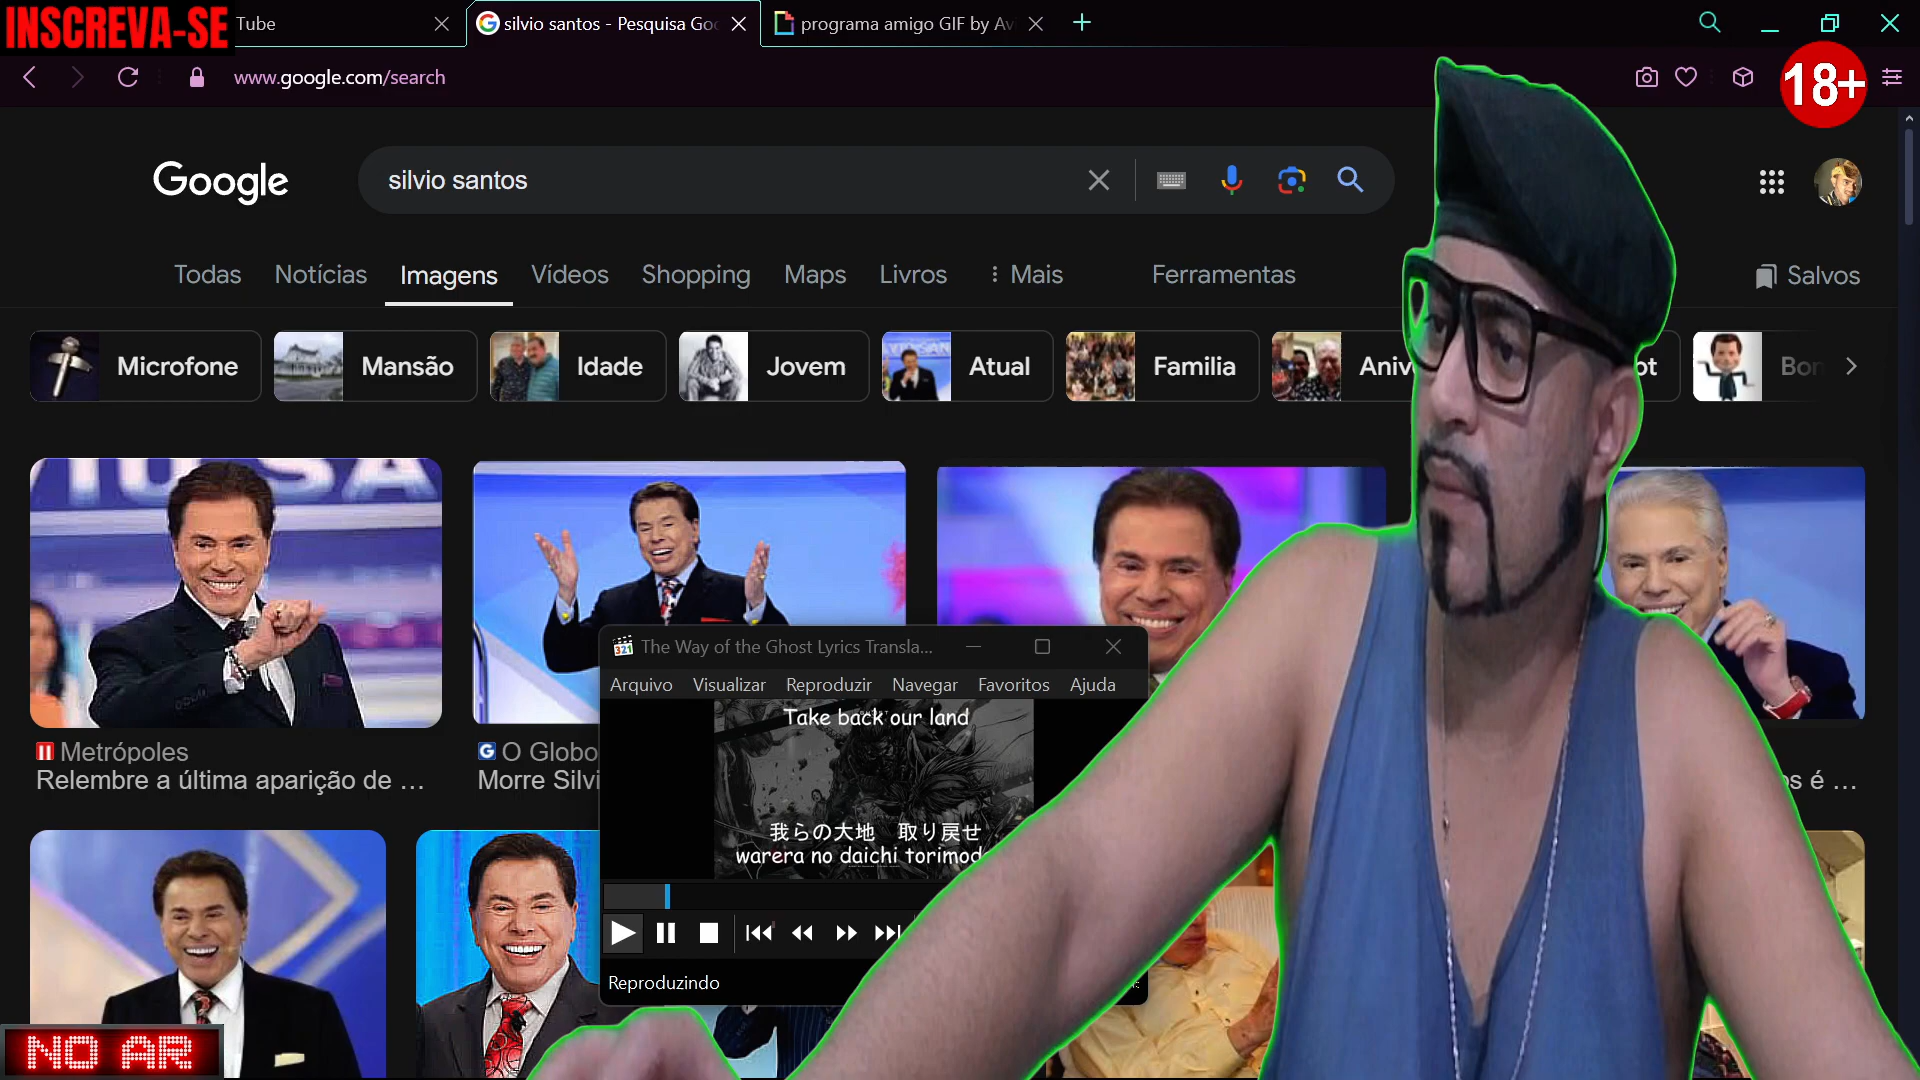 INSCREVA-SE
Tube
silvio santos - Pesquisa Goo
programa amigo GIF by Av
www.google.com/search
18+
Google
silvio santos
Todas
Notícias
Imagens
Vídeos
Shopping
Maps
Livros
Mais
Ferramentas
Salvos
Microfone
Mansão
Idade
Jovem
Atual
Familia
Aniv
ot
Bon
The Way of the Ghost Lyrics Transla...
Arquivo
Visualizar
Reproduzir
Navegar
Favoritos
Ajuda
Take back our land
我らの大地 取り戻せ
warera no daichi torimod
Metrópoles
Relembre a última aparição de ...
O Globo
Morre Silvi
os é ...
Reproduzindo
NO AR